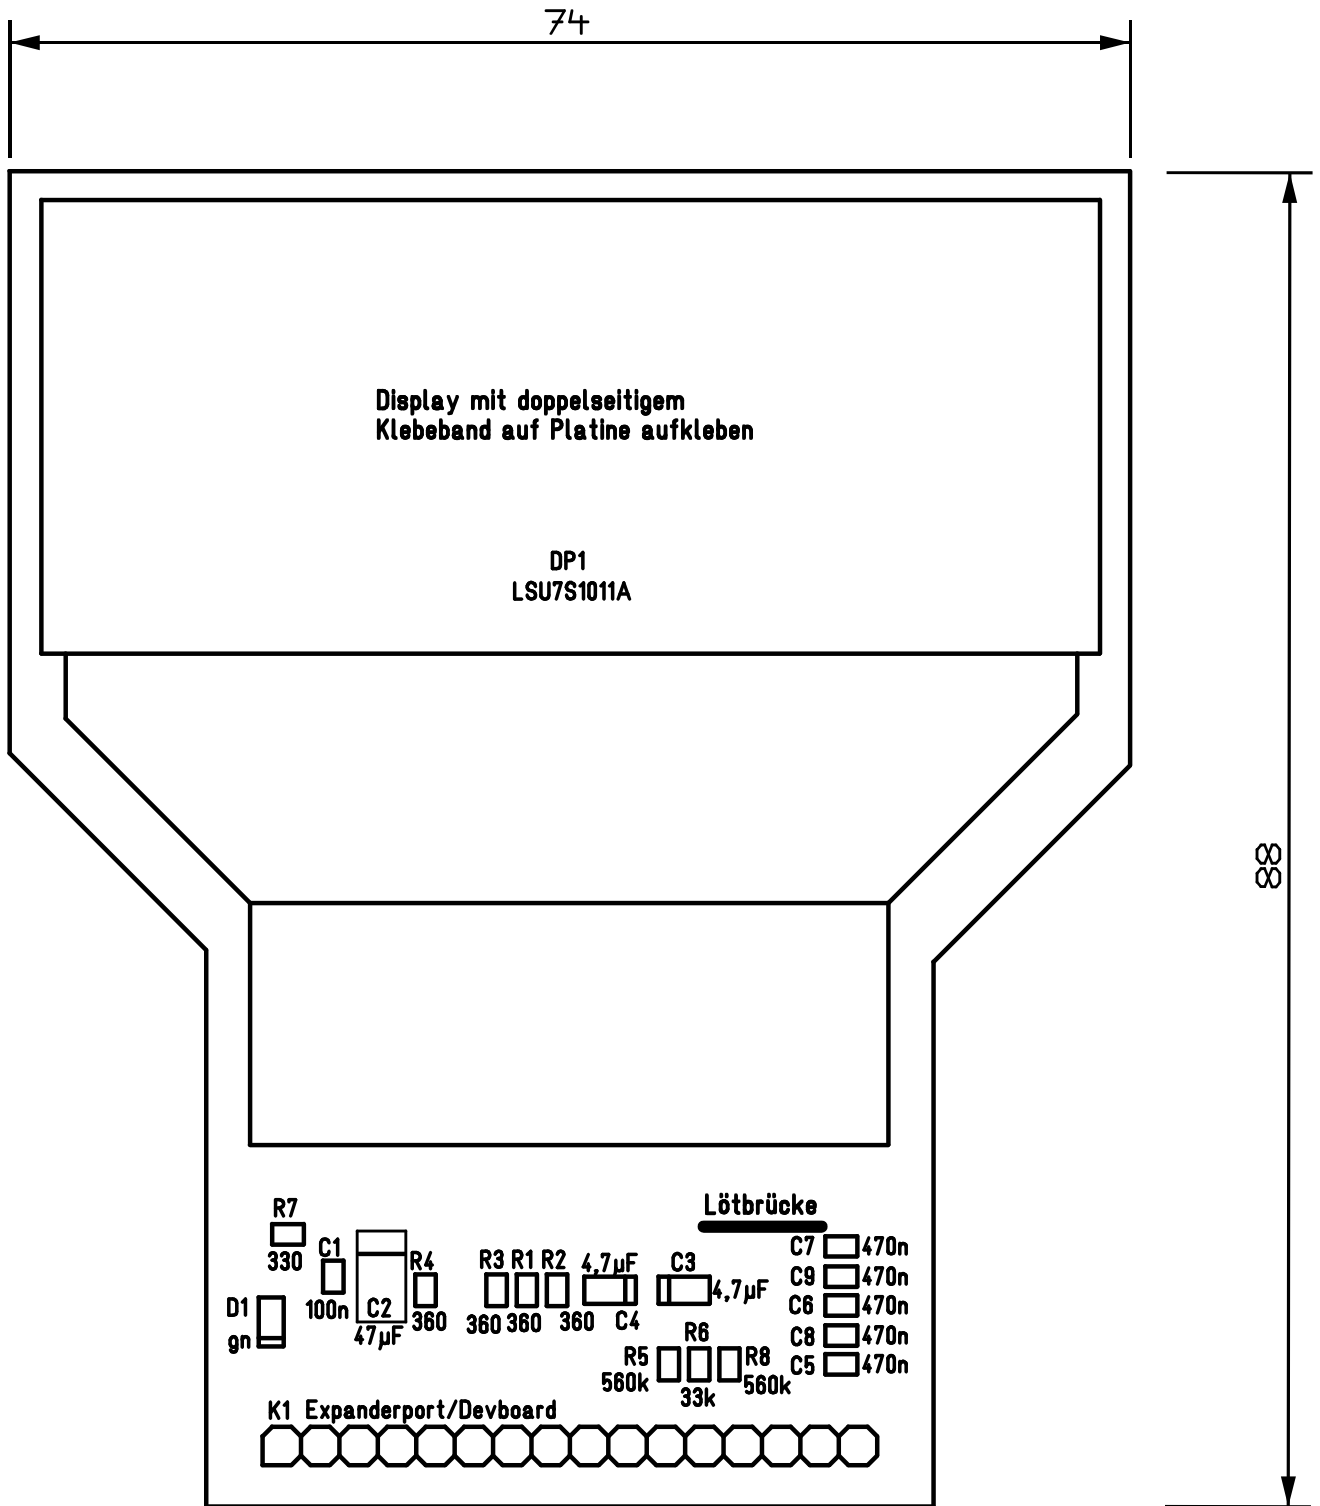 74
Display mit doppelseitigem
Klebeband auf Platine aufkleben
DP1
LSU7S1011A
88
R7
330
C1
100n
C2
47µF
R4
360
R3 R1 R2
360 360 360
4,7µF
C4
C3
4,7µF
Lötbrücke
C7 470n
C9 470n
C6 470n
C8 470n
C5 470n
D1
gn
R6
33k
R5
560k
R8
560k
K1 Expanderport/Devboard